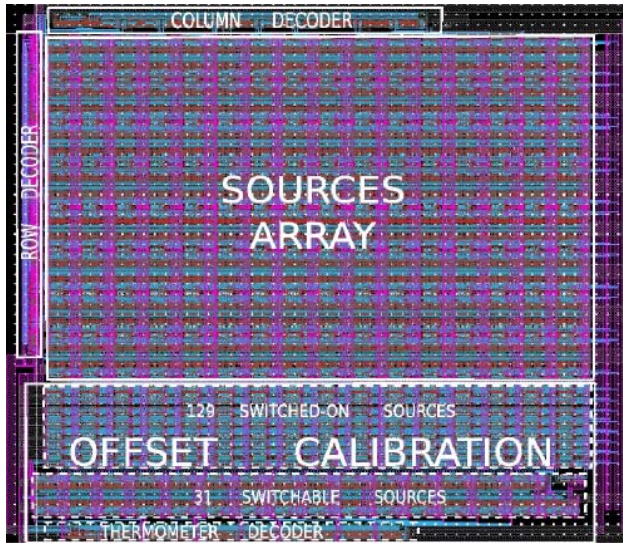 COLUMN DECODER
ROW DECODER
SOURCES
ARRAY
129 SWITCHED-ON SOURCES
OFFSET CALIBRATION
31 SWITCHABLE SOURCES
THERMOMETER DECODER